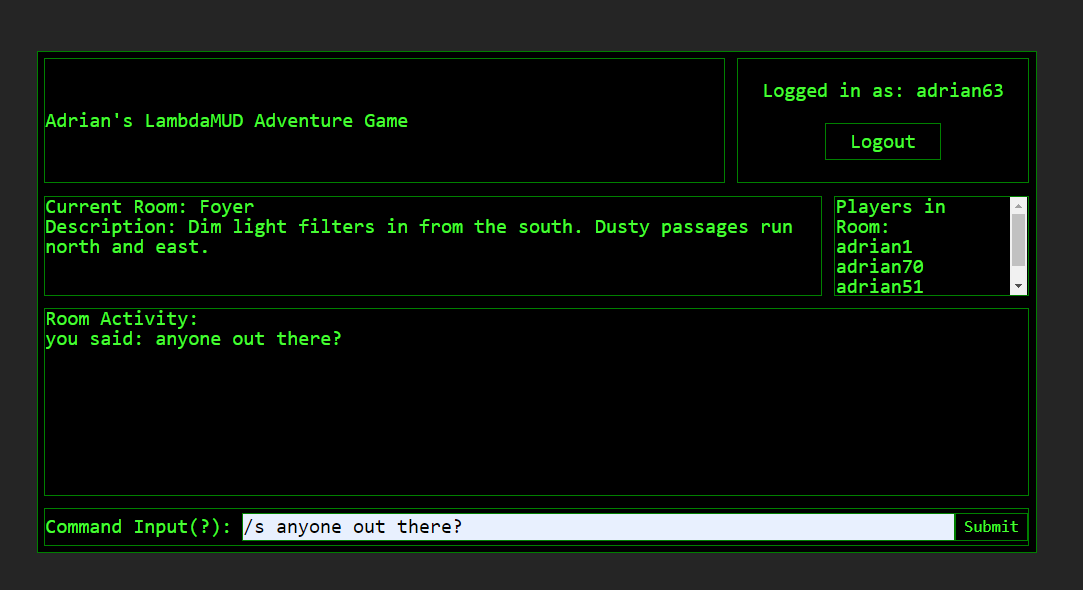 Adrian's LambdaMUD Adventure Game
Logged in as: adrian63
Logout
Current Room: Foyer
Description: Dim light filters in from the south. Dusty passages run
north and east.
Players in
Room:
adrian1
adrian70
adrian51
Room Activity:
you said: anyone out there?
Command Input(?): /s anyone out there? Submit